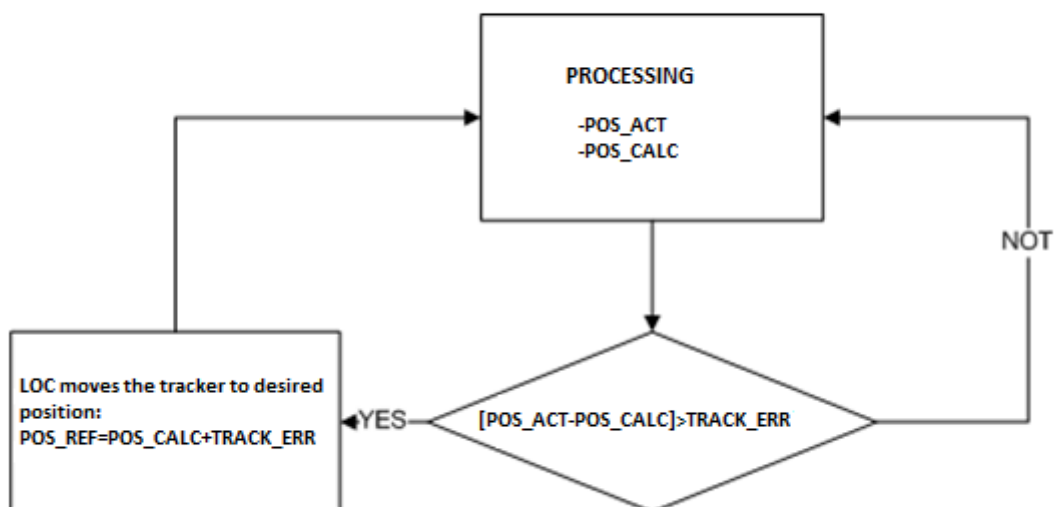 PROCESSING
-POS_ACT
-POS_CALC
NOT
LOC moves the tracker to desired
position:
POS_REF=POS_CALC+TRACK_ERR
YES
[POS_ACT-POS_CALC]>TRACK_ERR